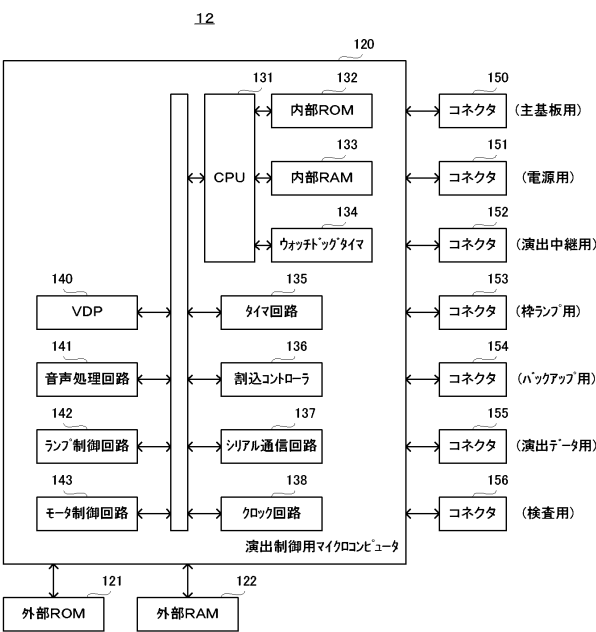 12
120
131
132
CPU
内部ROM
133
内部RAM
134
ウォッチドッグタイマ
140
VDP
135
タイマ回路
141
音声処理回路
136
割込コントローラ
142
ランプ制御回路
137
シリアル通信回路
143
モータ制御回路
138
クロック回路
演出制御用マイクロコンピュータ
150
コネクタ
(主基板用)
151
コネクタ
(電源用)
152
コネクタ
(演出中継用)
153
コネクタ
(枠ランプ用)
154
コネクタ
(バックアップ用)
155
コネクタ
(演出データ用)
156
コネクタ
(検査用)
121
外部ROM
122
外部RAM